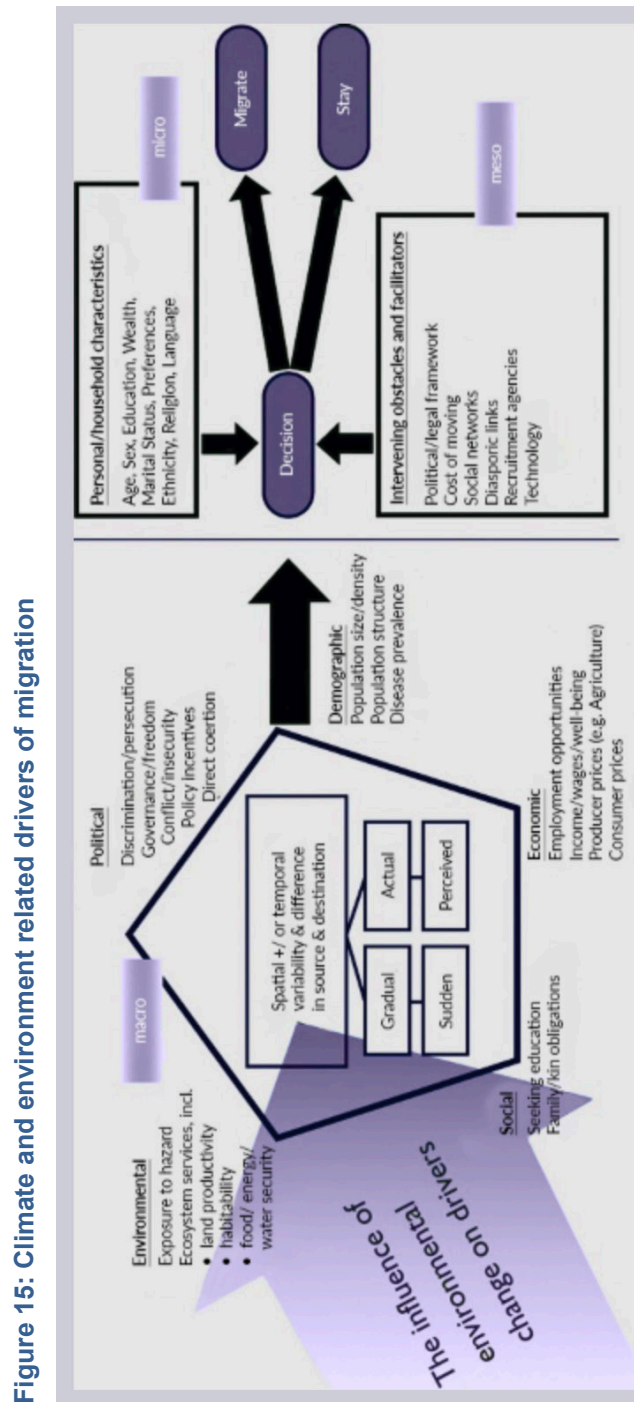 Figure 15: Climate and environment related drivers of migration
macro
Environmental
Exposure to hazard
Ecosystem services, incl.
• land productivity
• habitability
• food/ energy/
water security
Political
Discrimination/persecution
Governance/freedom
Conflict/insecurity
Policy Incentives
Direct coertion
Spatial +/ or temporal
variability & difference
in source & destination
Gradual
Actual
Sudden
Perceived
Demographic
Population size/density
Population structure
Disease prevalence
Social
Seeking education
Family/kin obligations
Economic
Employment opportunities
Income/wages/well-being
Producer prices (e.g. Agriculture)
Consumer prices
The influence of
environmental
change on drivers
Personal/household characteristics
Age, Sex, Education, Wealth,
Marital Status, Preferences,
Ethnicity, Religion, Language
micro
Decision
Migrate
Stay
Intervening obstacles and facilitators
Political/legal framework
Cost of moving
Social networks
Diasporic links
Recruitment agencies
Technology
meso